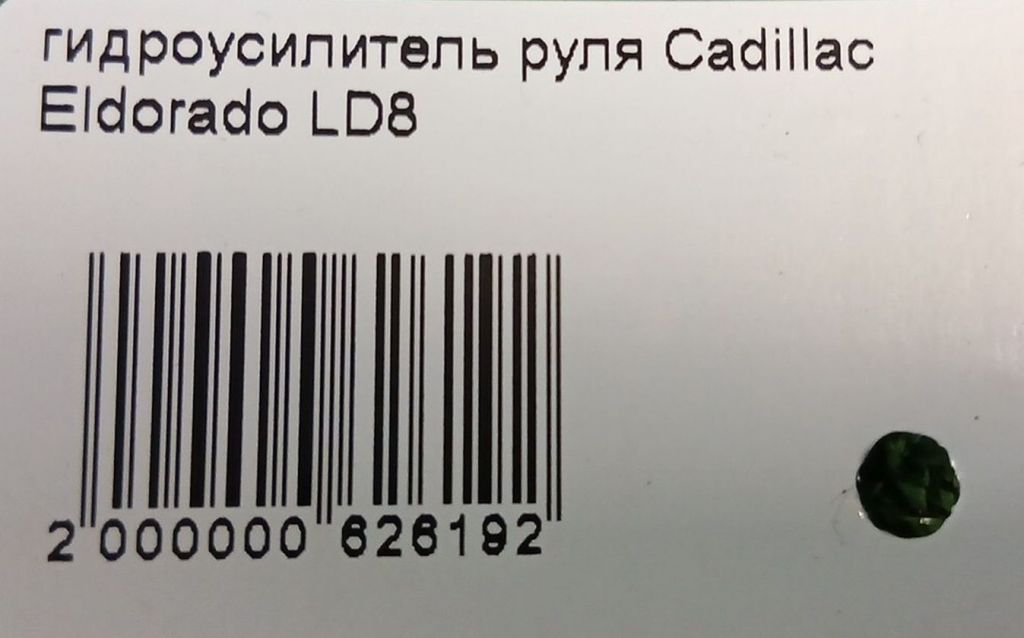 гидроусилитель руля Cadillac
Eldorado LD8
2 000000 626192